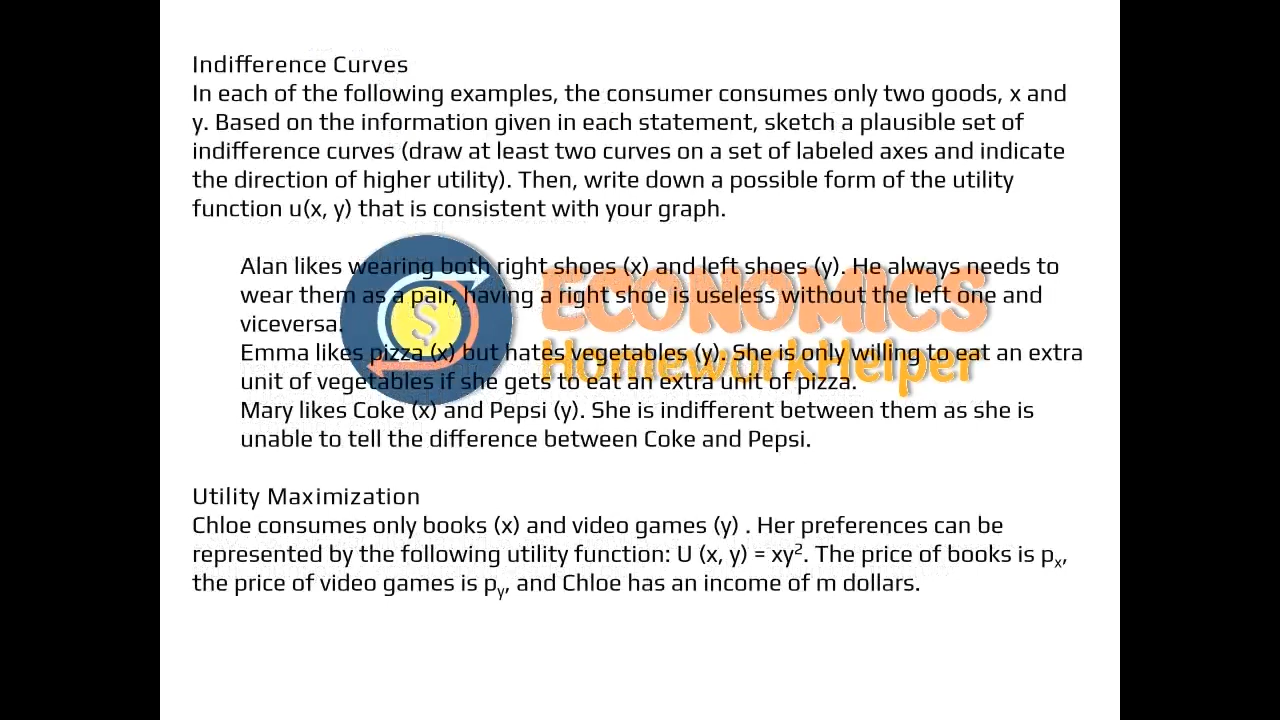 Indifference Curves
In each of the following examples, the consumer consumes only two goods, x and
y. Based on the information given in each statement, sketch a plausible set of
indifference curves (draw at least two curves on a set of labeled axes and indicate
the direction of higher utility). Then, write down a possible form of the utility
function u(x, y) that is consistent with your graph.
Alan likes wearing both right shoes (x) and left shoes (y). He always needs to
wear them as a pair, having a right shoe is useless without the left one and
viceversa.
Emma likes pizza (x) but hates vegetables (y). She is only willing to eat an extra
unit of vegetables if she gets to eat an extra unit of pizza.
Mary likes Coke (x) and Pepsi (y). She is indifferent between them as she is
unable to tell the difference between Coke and Pepsi.
$
ECONOMICS
HomeworkHelper
Utility Maximization
Chloe consumes only books (x) and video games (y) . Her preferences can be
represented by the following utility function: U (x, y) = xy². The price of books is pₓ,
the price of video games is p_y, and Chloe has an income of m dollars.